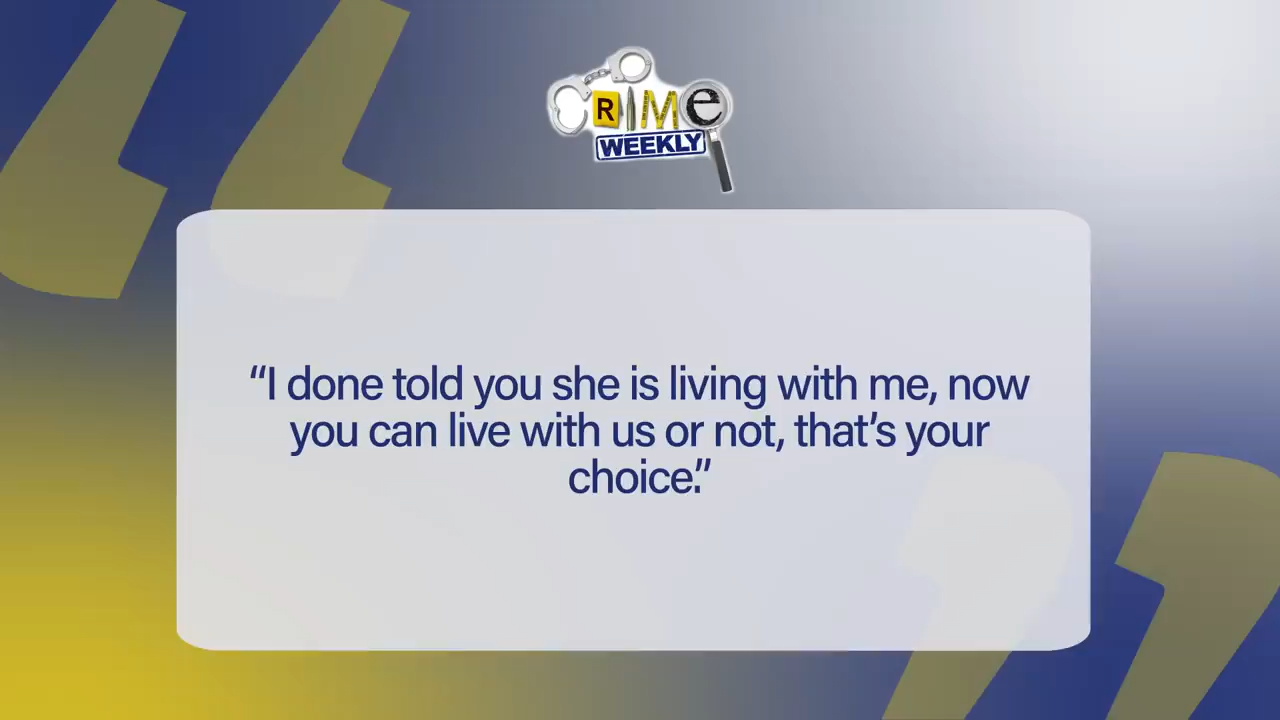 CRIME
WEEKLY
“I done told you she is living with me, now
you can live with us or not, that’s your
choice.”